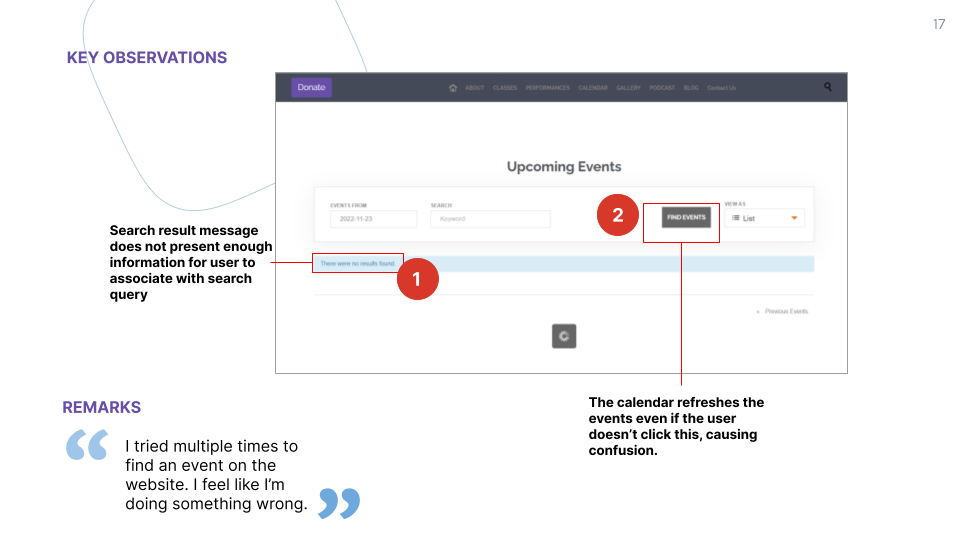 17
KEY OBSERVATIONS
Donate
ABOUT CLASSES PERFORMANCES CALENDAR GALLERY PODCAST BLOG Contact Us
Upcoming Events
EVENTS FROM SEARCH VIEW AS
2022-11-23 Keyword FIND EVENTS List
2
Search result message
does not present enough
information for user to
associate with search
query
There were no results found.
1
« Previous Events
The calendar refreshes the
events even if the user
doesn’t click this, causing
confusion.
REMARKS
“
I tried multiple times to
find an event on the
website. I feel like I’m
doing something wrong.
”